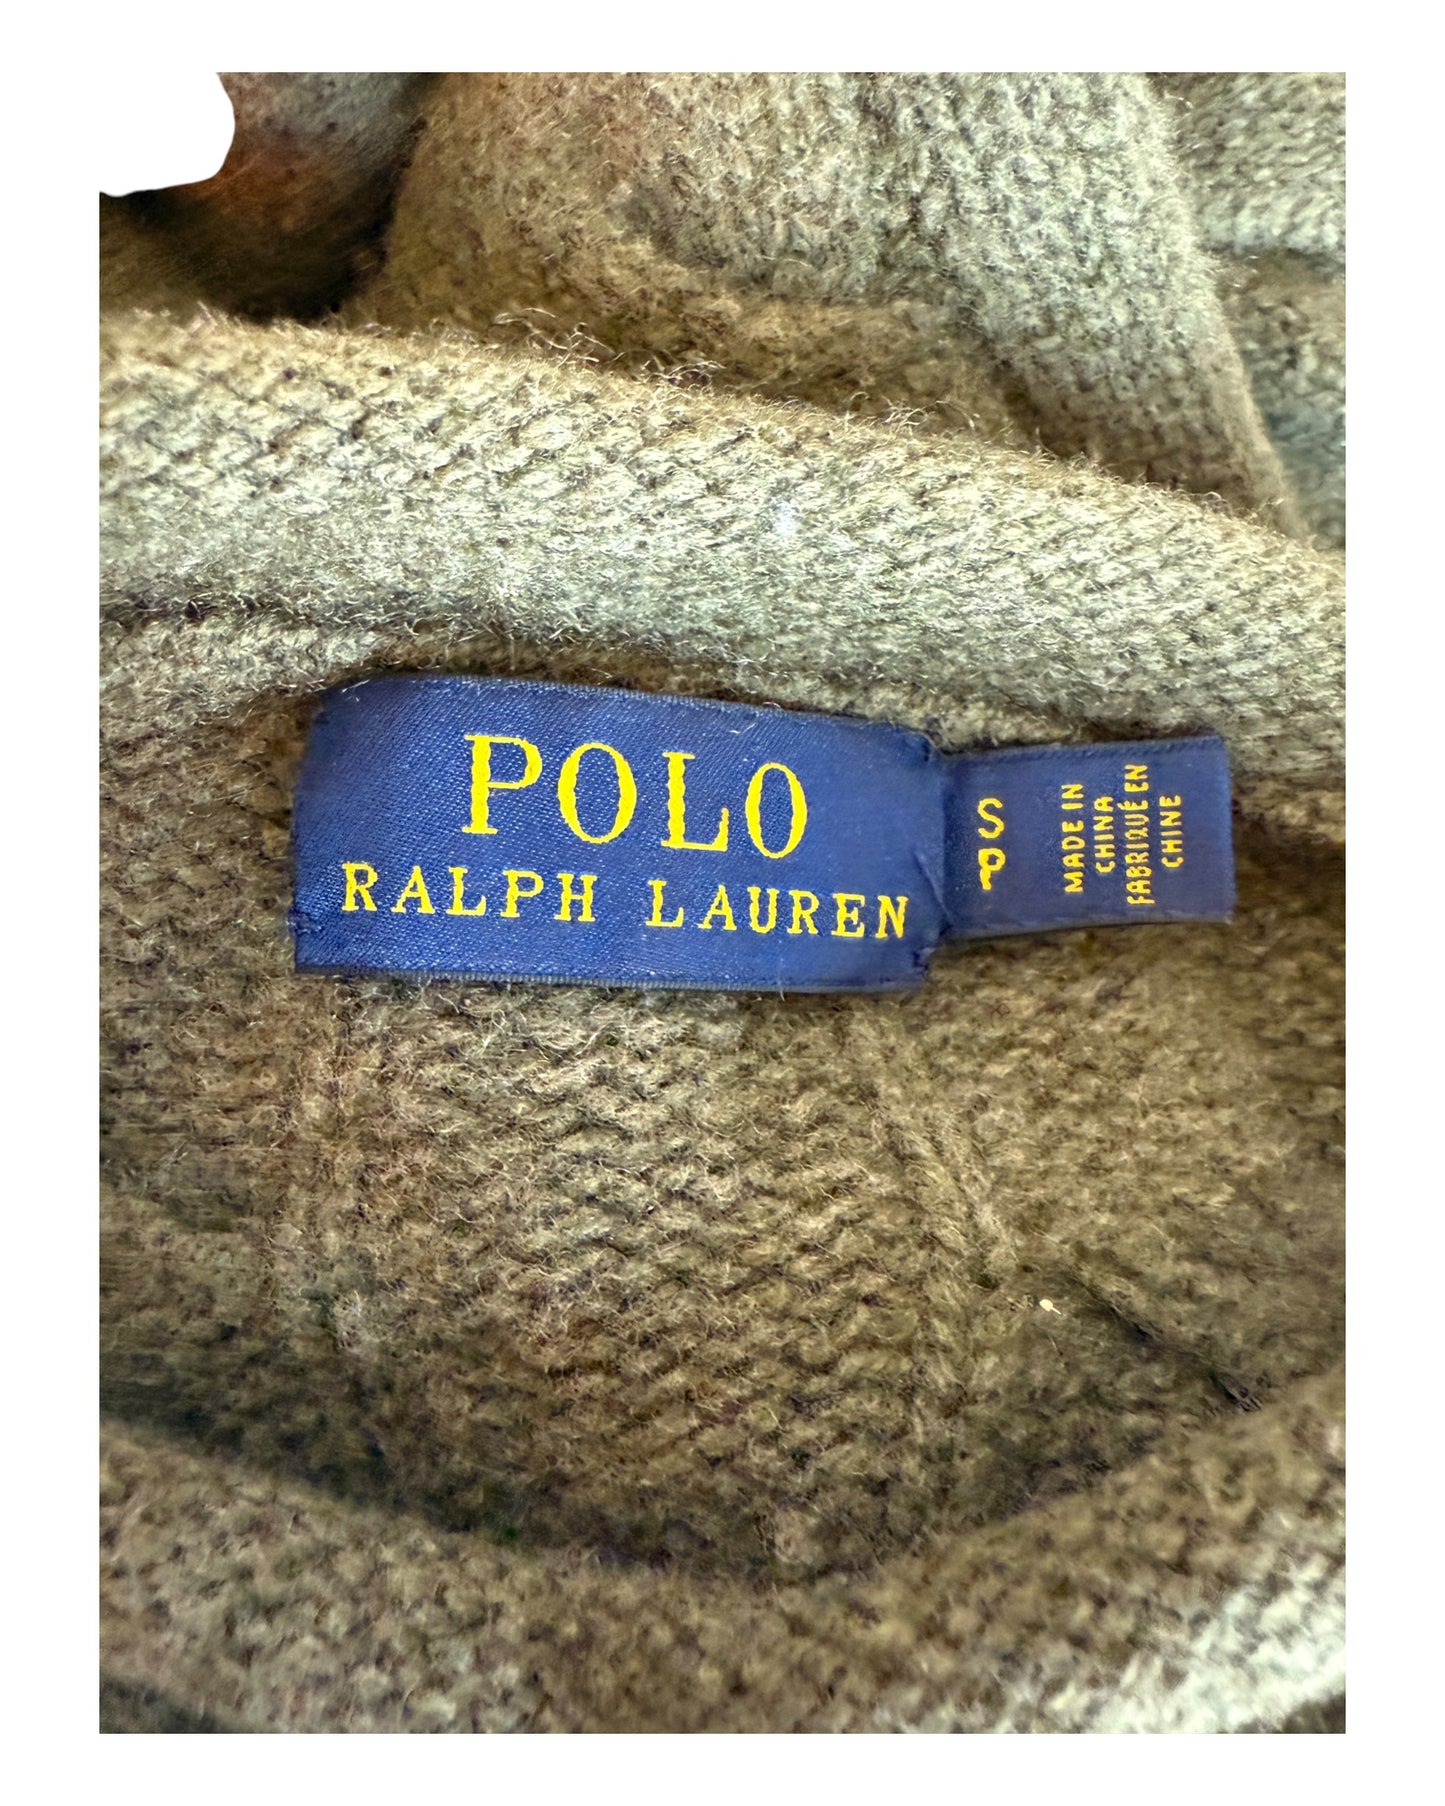 POLO
RALPH LAUREN
S
P
MADE IN
CHINA
FABRIQUÉ EN
CHINE